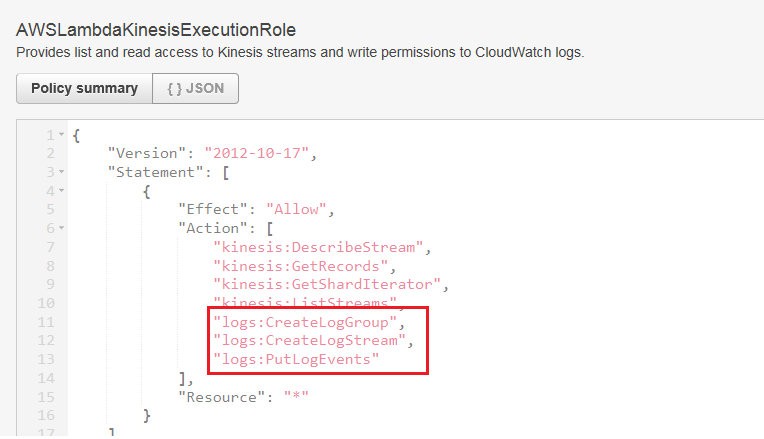 AWSLambdaKinesisExecutionRole
Provides list and read access to Kinesis streams and write permissions to CloudWatch logs.
Policy summary { } JSON
1 {
2 "Version": "2012-10-17",
3 "Statement": [
4 {
5 "Effect": "Allow",
6 "Action": [
7 "kinesis:DescribeStream",
8 "kinesis:GetRecords",
9 "kinesis:GetShardIterator",
10 "kinesis:ListStreams",
11 "logs:CreateLogGroup",
12 "logs:CreateLogStream",
13 "logs:PutLogEvents"
14 ],
15 "Resource": "*"
16 }
17 ]